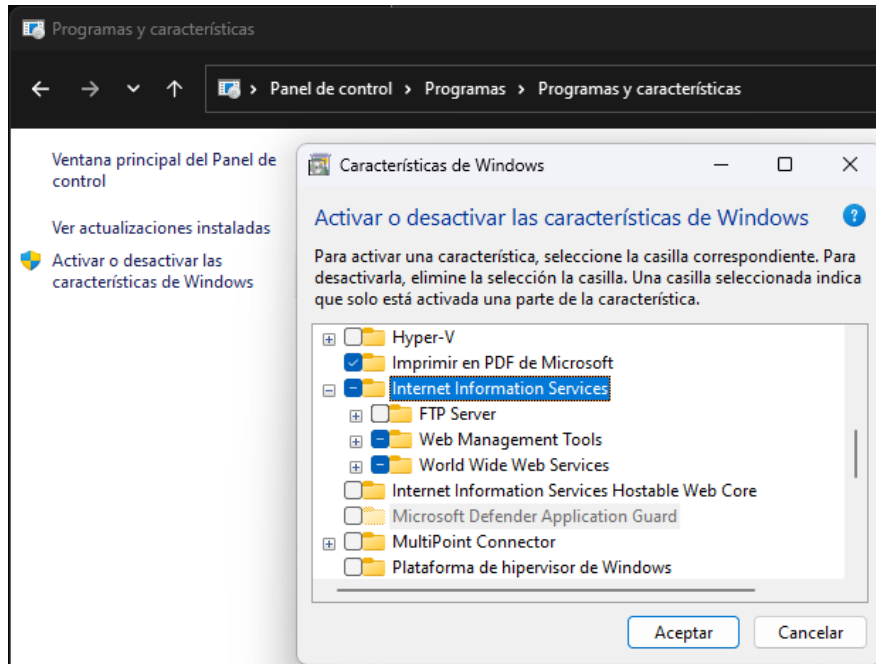 Programas y características
Panel de control > Programas > Programas y características
Ventana principal del Panel de
control
Ver actualizaciones instaladas
Activar o desactivar las
características de Windows
Características de Windows
Activar o desactivar las características de Windows
Para activar una característica, seleccione la casilla correspondiente. Para
desactivarla, elimine la selección la casilla. Una casilla seleccionada indica
que solo está activada una parte de la característica.
Hyper-V
Imprimir en PDF de Microsoft
Internet Information Services
FTP Server
Web Management Tools
World Wide Web Services
Internet Information Services Hostable Web Core
Microsoft Defender Application Guard
MultiPoint Connector
Plataforma de hipervisor de Windows
Aceptar
Cancelar